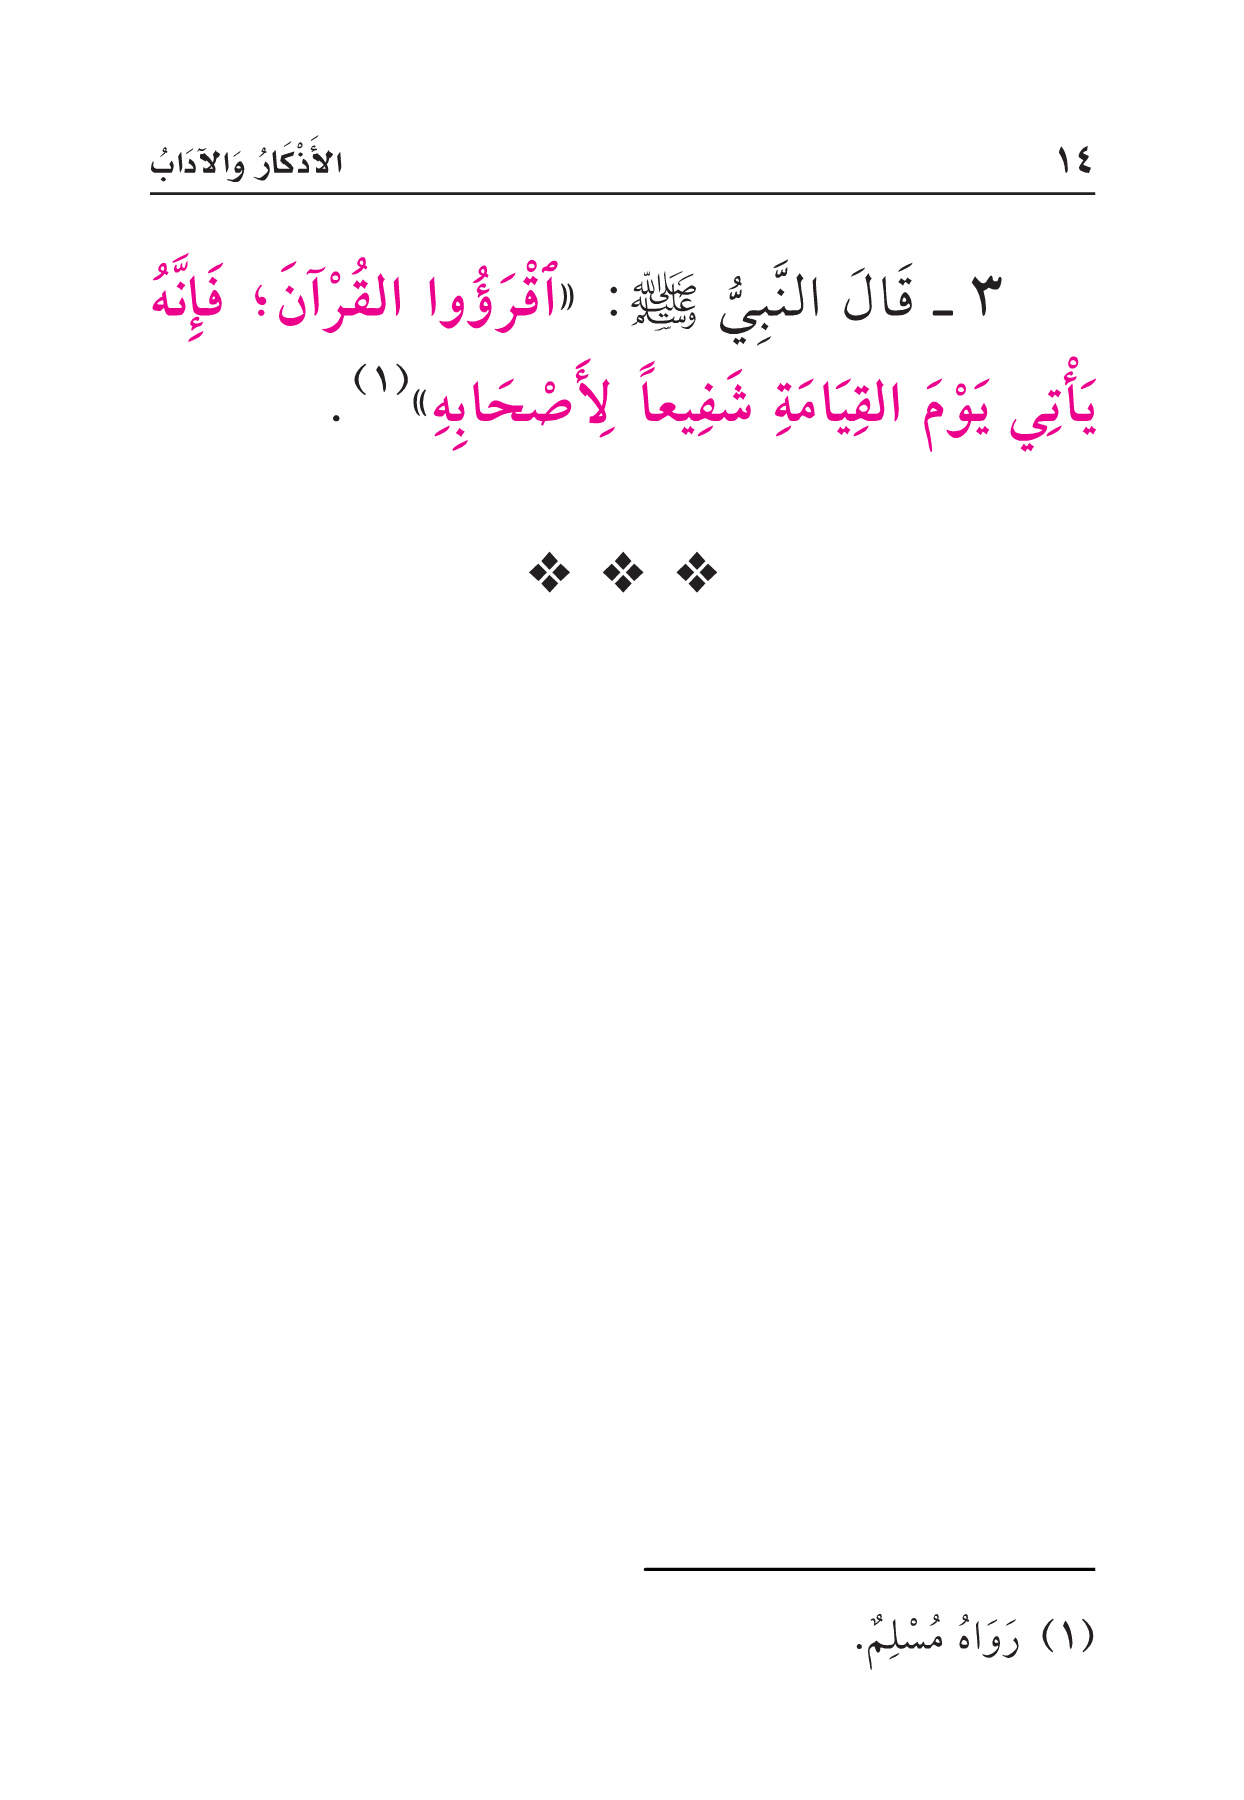 ١٤ الأَذْكَارُ وَالآدَابُ
٣ ـ قَالَ النَّبِيُّ ﷺ: «ٱقْرَؤُوا القُرْآنَ؛ فَإِنَّهُ
يَأْتِي يَوْمَ القِيَامَةِ شَفِيعاً لِأَصْحَابِهِ»(١).
❖ ❖ ❖
(١) رَوَاهُ مُسْلِمٌ.